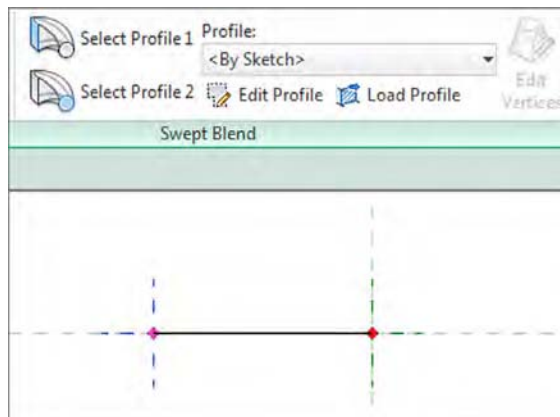 Select Profile 1 Profile:
<By Sketch>
Select Profile 2 Edit Profile Load Profile
Edit
Vertices
Swept Blend